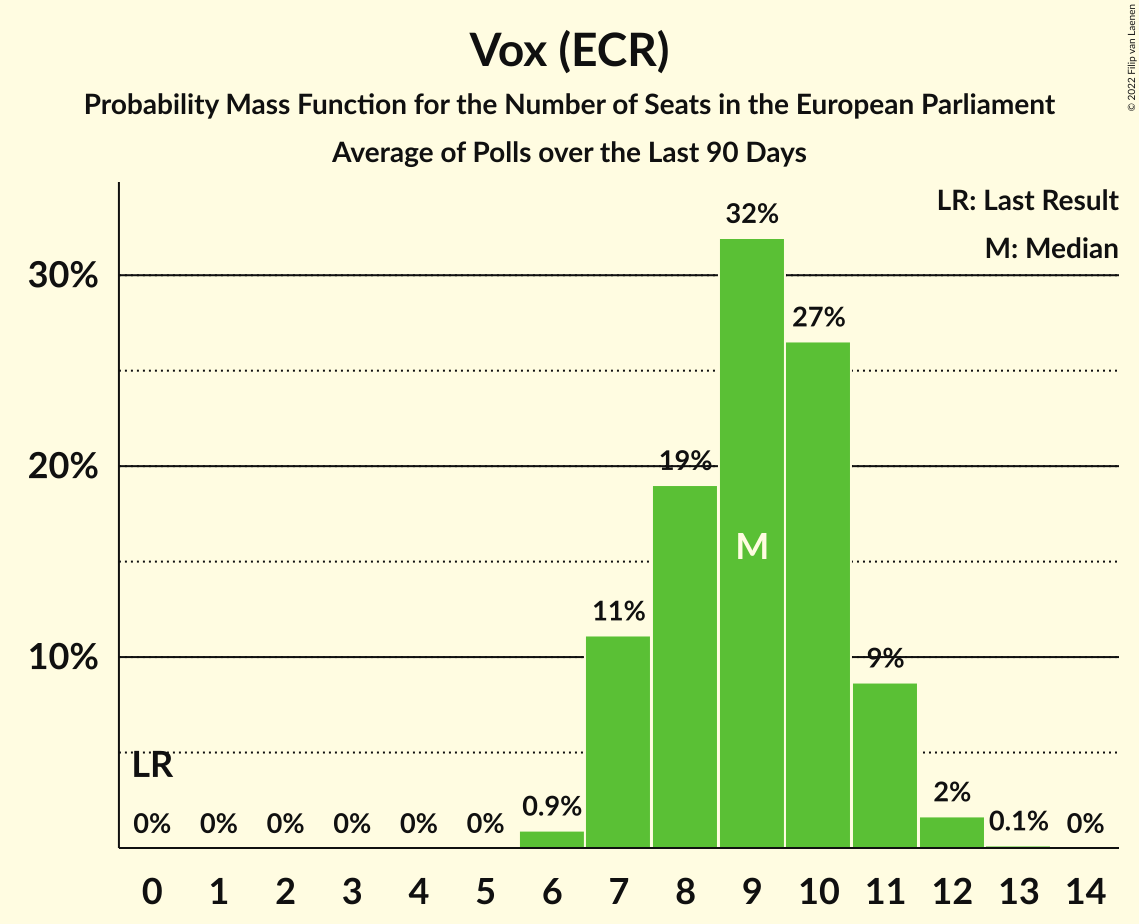 Vox (ECR)
Probability Mass Function for the Number of Seats in the European Parliament
Average of Polls over the Last 90 Days
© 2022 Filip van Laenen
LR: Last Result
M: Median
32%
30%
27%
20%
19%
M
11%
10%
9%
LR
0% 0% 0% 0% 0% 0% 0.9% 2% 0.1% 0%
0 1 2 3 4 5 6 7 8 9 10 11 12 13 14